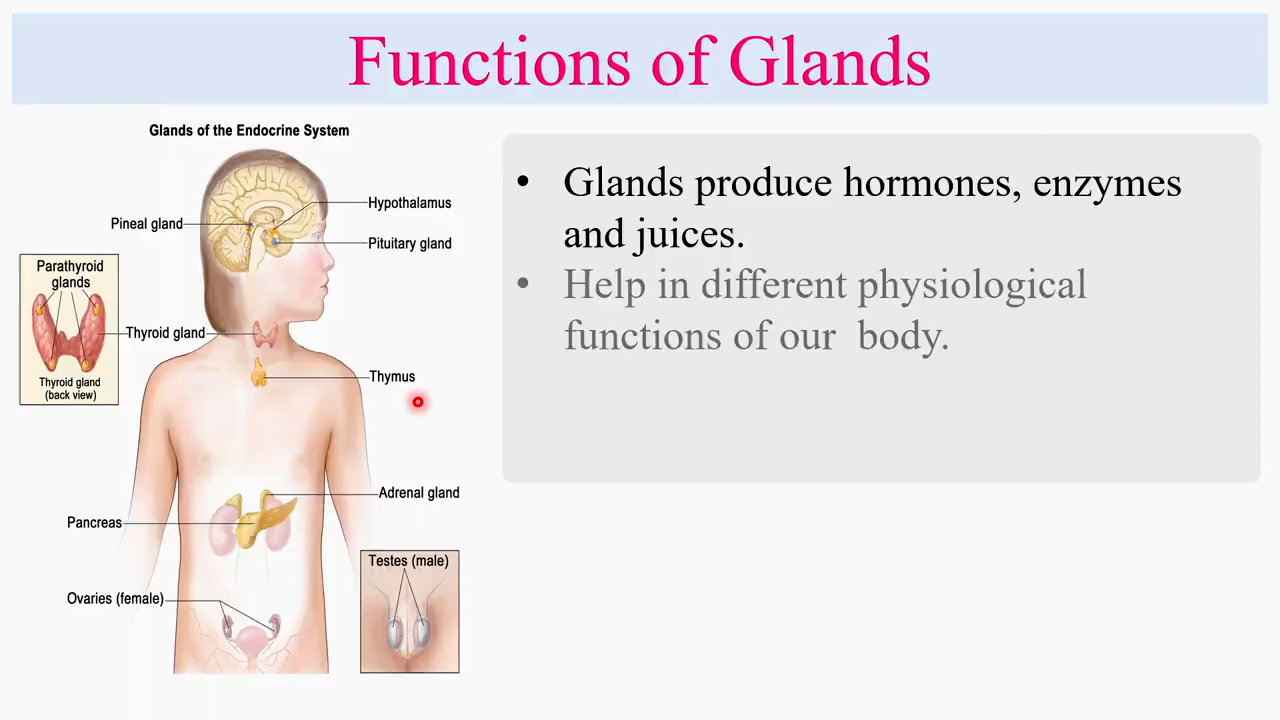 Functions of Glands
Glands of the Endocrine System
Hypothalamus
Pineal gland
Pituitary gland
Parathyroid
glands
Thyroid gland
Thyroid gland
(back view)
Thymus
Adrenal gland
Pancreas
Testes (male)
Ovaries (female)
• Glands produce hormones, enzymes
and juices.
• Help in different physiological
functions of our body.